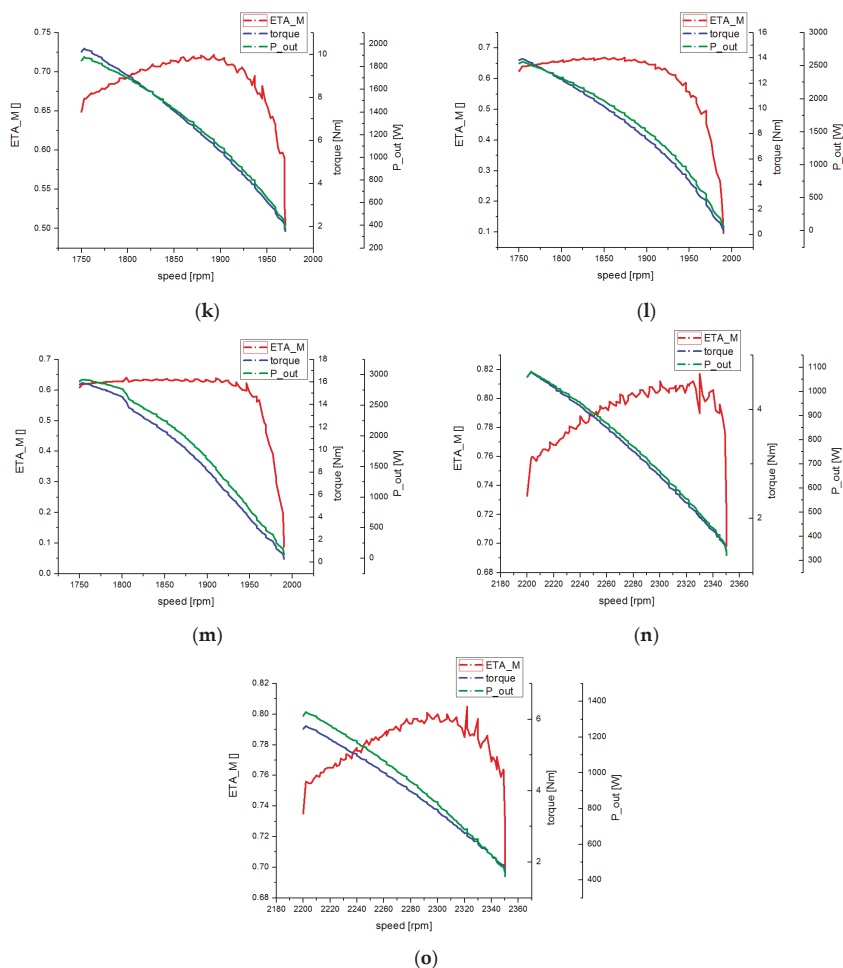 ETA_M
torque
P_out
0.75
0.70
0.65
0.60
0.55
0.50
ETA_M []
10
8
6
4
2
torque [Nm]
2000
1800
1600
1400
1200
1000
800
600
400
200
P_out [W]
1750 1800 1850 1900 1950 2000
speed [rpm]
(k)
ETA_M
torque
P_out
0.7
0.6
0.5
0.4
0.3
0.2
0.1
ETA_M []
16
14
12
10
8
6
4
2
0
torque [Nm]
3000
2500
2000
1500
1000
500
0
P_out [W]
1750 1800 1850 1900 1950 2000
speed [rpm]
(l)
ETA_M
torque
P_out
0.7
0.6
0.5
0.4
0.3
0.2
0.1
0.0
ETA_M []
18
16
14
12
10
8
6
4
2
0
torque [Nm]
3000
2500
2000
1500
1000
500
0
P_out [W]
1750 1800 1850 1900 1950 2000
speed [rpm]
(m)
ETA_M
torque
P_out
0.82
0.80
0.78
0.76
0.74
0.72
0.70
0.68
ETA_M []
4
2
torque [Nm]
1100
1000
900
800
700
600
500
400
300
P_out [W]
2180 2200 2220 2240 2260 2280 2300 2320 2340 2360
speed [rpm]
(n)
ETA_M
torque
P_out
0.82
0.80
0.78
0.76
0.74
0.72
0.70
0.68
ETA_M []
6
4
2
torque [Nm]
1400
1200
1000
800
600
400
P_out [W]
2180 2200 2220 2240 2260 2280 2300 2320 2340 2360
speed [rpm]
(o)